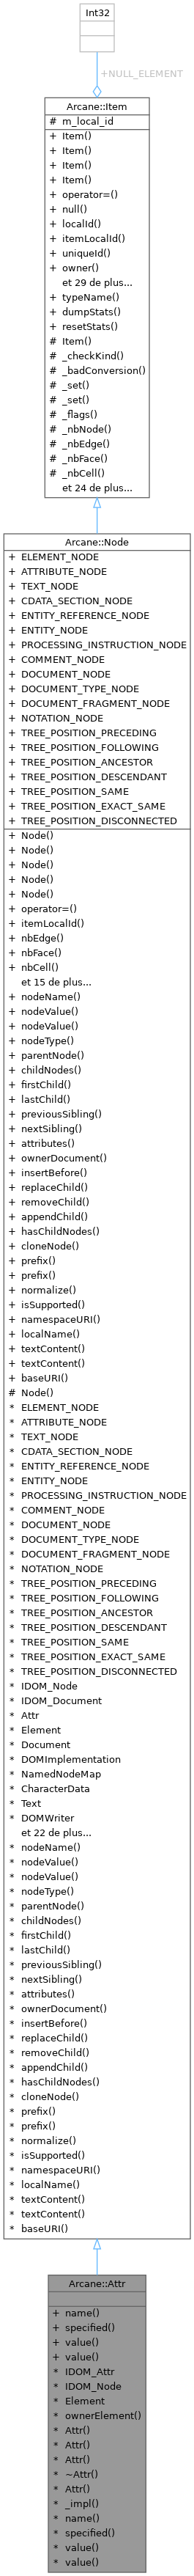 Int32
+NULL_ELEMENT
Arcane::Item
# m_local_id
+ Item()
+ Item()
+ Item()
+ Item()
+ operator=()
+ null()
+ localId()
+ itemLocalId()
+ uniqueId()
+ owner()
et 29 de plus...
+ typeName()
+ dumpStats()
+ resetStats()
# Item()
# _checkKind()
# _badConversion()
# _set()
# _set()
# _flags()
# _nbNode()
# _nbEdge()
# _nbFace()
# _nbCell()
et 24 de plus...
Arcane::Node
+ ELEMENT_NODE
+ ATTRIBUTE_NODE
+ TEXT_NODE
+ CDATA_SECTION_NODE
+ ENTITY_REFERENCE_NODE
+ ENTITY_NODE
+ PROCESSING_INSTRUCTION_NODE
+ COMMENT_NODE
+ DOCUMENT_NODE
+ DOCUMENT_TYPE_NODE
+ DOCUMENT_FRAGMENT_NODE
+ NOTATION_NODE
+ TREE_POSITION_PRECEDING
+ TREE_POSITION_FOLLOWING
+ TREE_POSITION_ANCESTOR
+ TREE_POSITION_DESCENDANT
+ TREE_POSITION_SAME
+ TREE_POSITION_EXACT_SAME
+ TREE_POSITION_DISCONNECTED
+ Node()
+ Node()
+ Node()
+ Node()
+ Node()
+ operator=()
+ itemLocalId()
+ nbEdge()
+ nbFace()
+ nbCell()
et 15 de plus...
+ nodeName()
+ nodeValue()
+ nodeValue()
+ nodeType()
+ parentNode()
+ childNodes()
+ firstChild()
+ lastChild()
+ previousSibling()
+ nextSibling()
+ attributes()
+ ownerDocument()
+ insertBefore()
+ replaceChild()
+ removeChild()
+ appendChild()
+ hasChildNodes()
+ cloneNode()
+ prefix()
+ prefix()
+ normalize()
+ isSupported()
+ namespaceURI()
+ localName()
+ textContent()
+ textContent()
+ baseURI()
# Node()
* ELEMENT_NODE
* ATTRIBUTE_NODE
* TEXT_NODE
* CDATA_SECTION_NODE
* ENTITY_REFERENCE_NODE
* ENTITY_NODE
* PROCESSING_INSTRUCTION_NODE
* COMMENT_NODE
* DOCUMENT_NODE
* DOCUMENT_TYPE_NODE
* DOCUMENT_FRAGMENT_NODE
* NOTATION_NODE
* TREE_POSITION_PRECEDING
* TREE_POSITION_FOLLOWING
* TREE_POSITION_ANCESTOR
* TREE_POSITION_DESCENDANT
* TREE_POSITION_SAME
* TREE_POSITION_EXACT_SAME
* TREE_POSITION_DISCONNECTED
* IDOM_Node
* IDOM_Document
* Attr
* Element
* Document
* DOMImplementation
* NamedNodeMap
* CharacterData
* Text
* DOMWriter
et 22 de plus...
* nodeName()
* nodeValue()
* nodeValue()
* nodeType()
* parentNode()
* childNodes()
* firstChild()
* lastChild()
* previousSibling()
* nextSibling()
* attributes()
* ownerDocument()
* insertBefore()
* replaceChild()
* removeChild()
* appendChild()
* hasChildNodes()
* cloneNode()
* prefix()
* prefix()
* normalize()
* isSupported()
* namespaceURI()
* localName()
* textContent()
* textContent()
* baseURI()
Arcane::Attr
+ name()
+ specified()
+ value()
+ value()
* IDOM_Attr
* IDOM_Node
* Element
* ownerElement()
* Attr()
* Attr()
* Attr()
* ~Attr()
* Attr()
* _impl()
* name()
* specified()
* value()
* value()